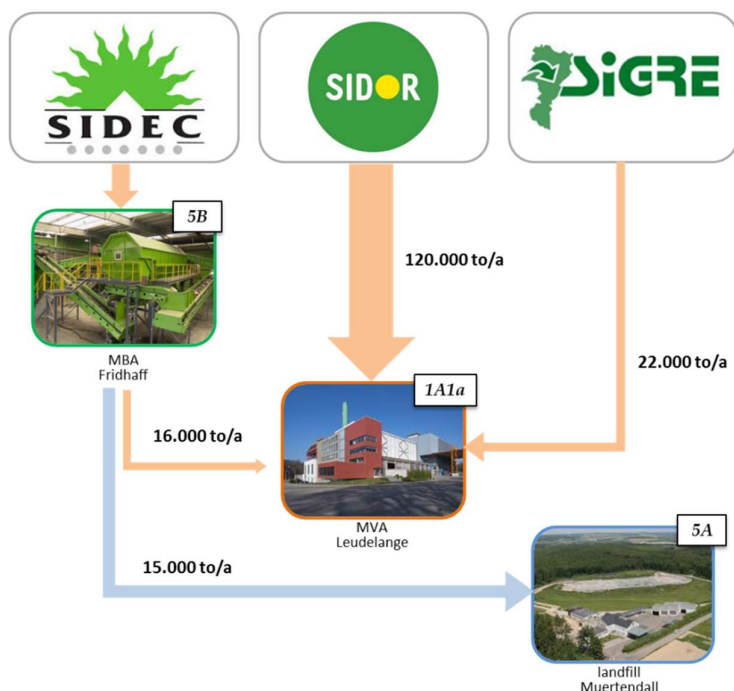 SIDEC
SIDOR
SIGRE
5B
120.000 to/a
MBA
Fridhaff
22.000 to/a
1A1a
16.000 to/a
MVA
Leudelange
5A
15.000 to/a
landfill
Muertendall